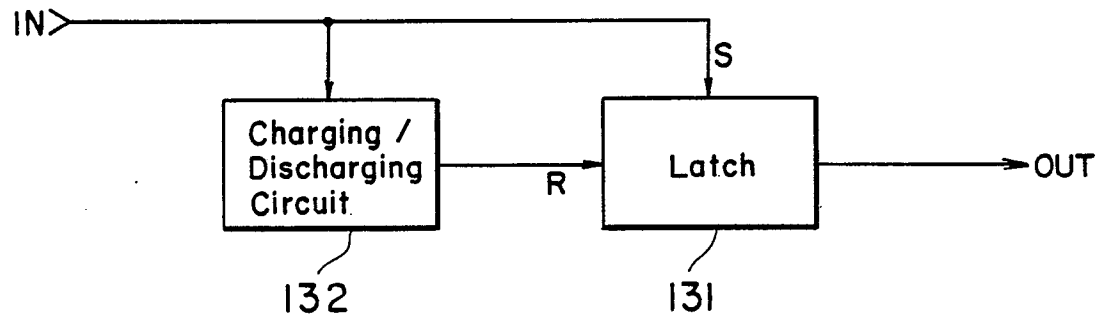 IN
S
Charging /
Discharging
Circuit
R
Latch
OUT
132
131